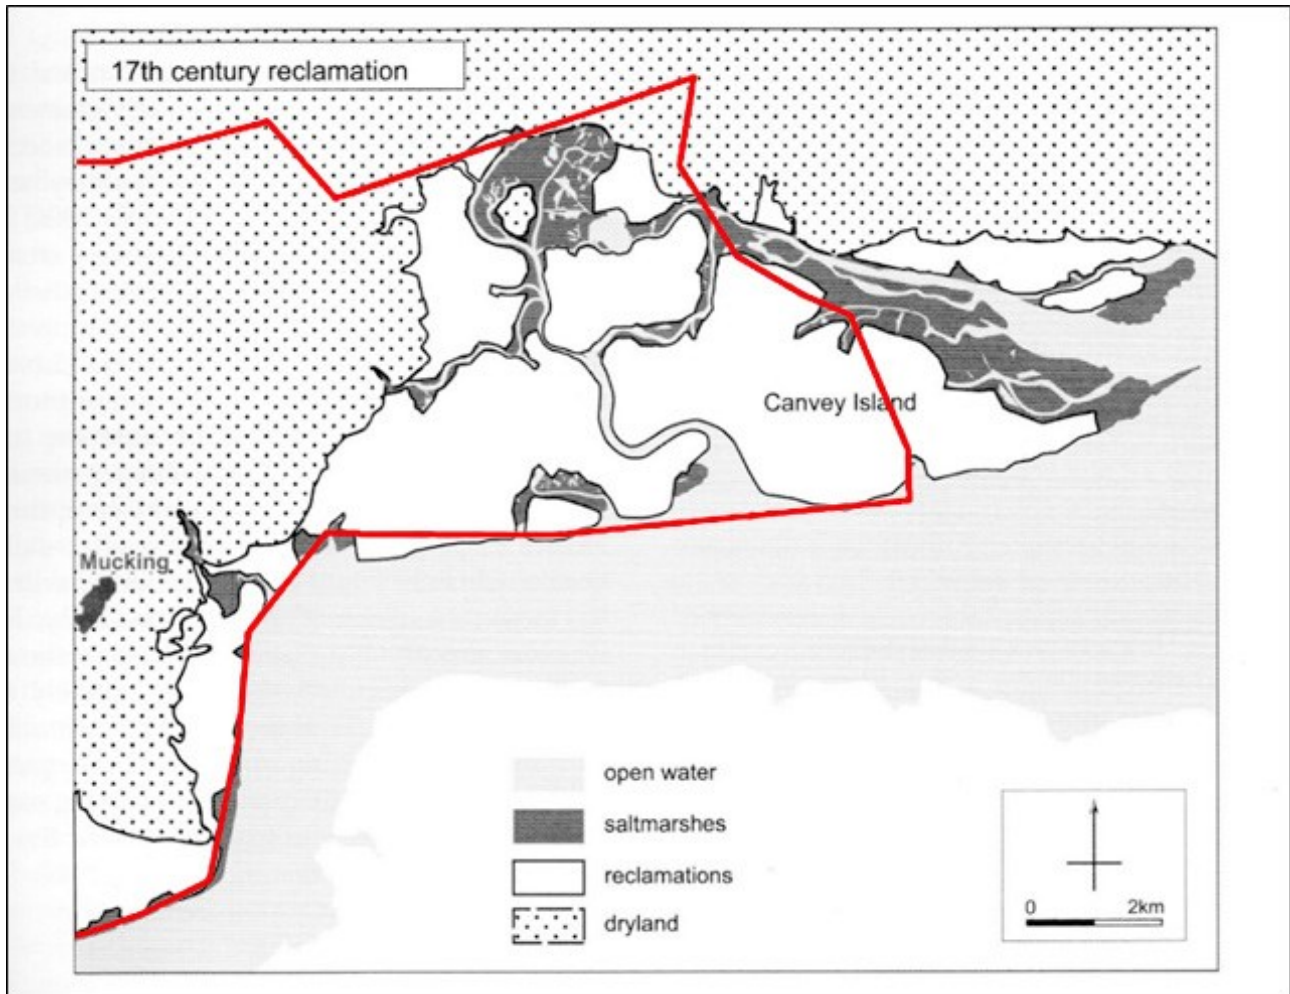 17th century reclamation
Canvey Island
Mucking
open water
saltmarshes
reclamations
dryland
0 2km